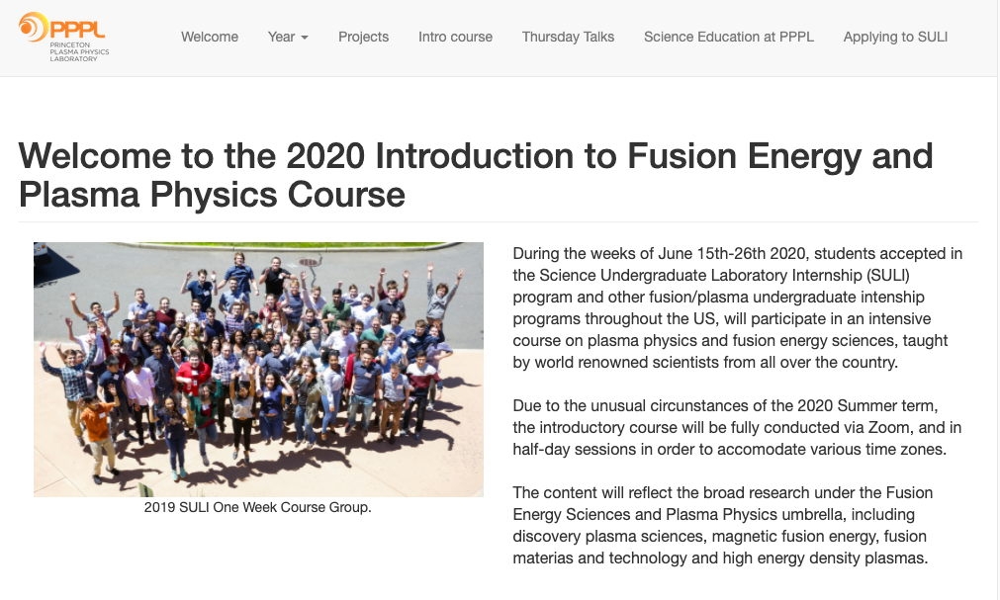 PPPL
PRINCETON
PLASMA PHYSICS
LABORATORY
Welcome
Year
Projects
Intro course
Thursday Talks
Science Education at PPPL
Applying to SULI
Welcome to the 2020 Introduction to Fusion Energy and
Plasma Physics Course
2019 SULI One Week Course Group.
During the weeks of June 15th-26th 2020, students accepted in
the Science Undergraduate Laboratory Internship (SULI)
program and other fusion/plasma undergraduate intenship
programs throughout the US, will participate in an intensive
course on plasma physics and fusion energy sciences, taught
by world renowned scientists from all over the country.
Due to the unusual circunstances of the 2020 Summer term,
the introductory course will be fully conducted via Zoom, and in
half-day sessions in order to accomodate various time zones.
The content will reflect the broad research under the Fusion
Energy Sciences and Plasma Physics umbrella, including
discovery plasma sciences, magnetic fusion energy, fusion
materias and technology and high energy density plasmas.